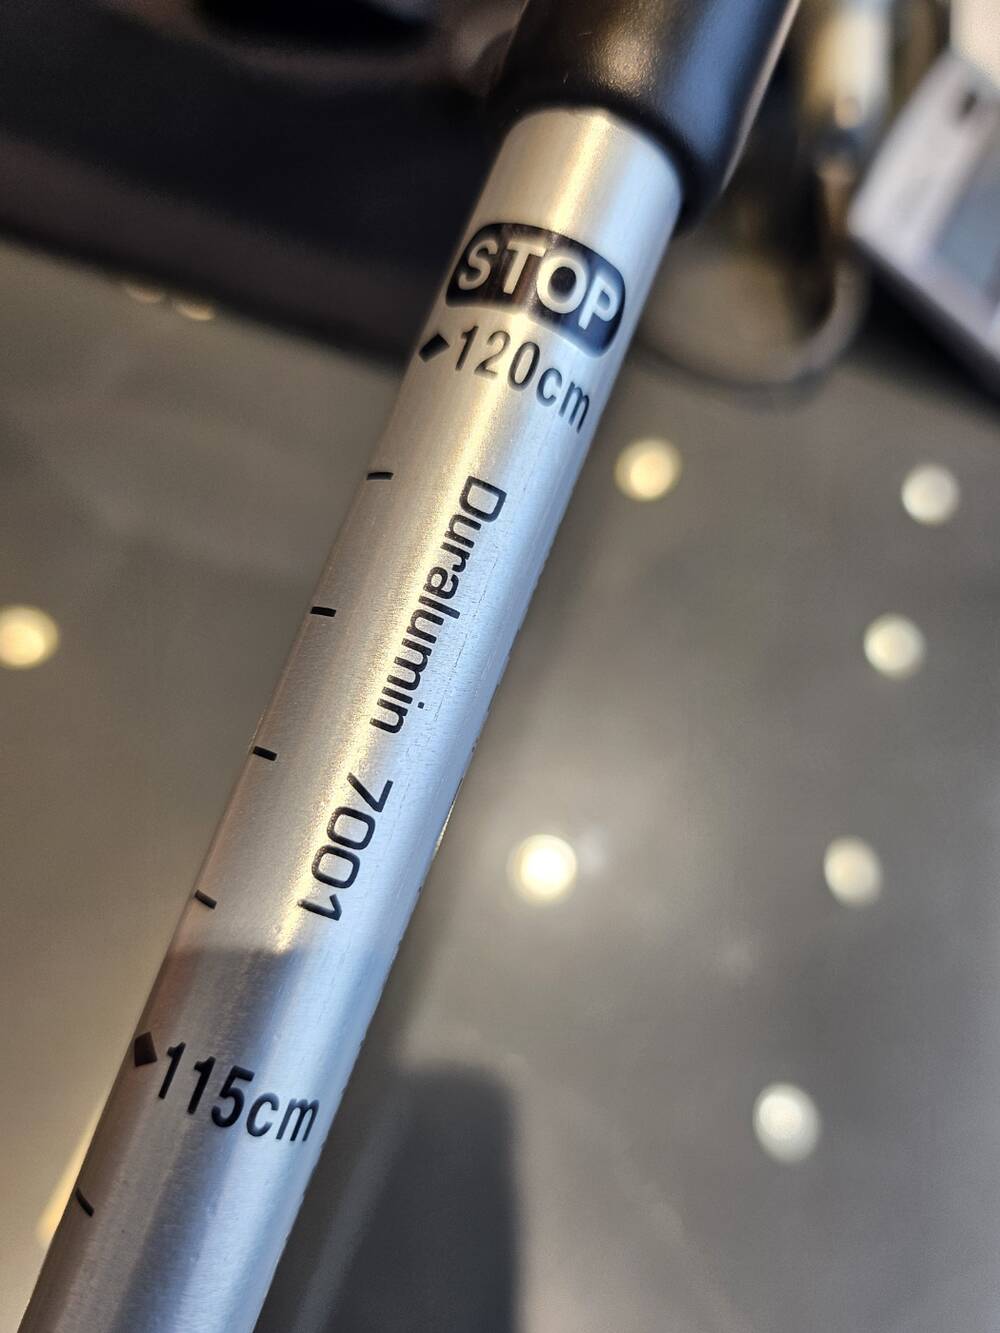 STOP
120cm
Duralumin 7001
115cm